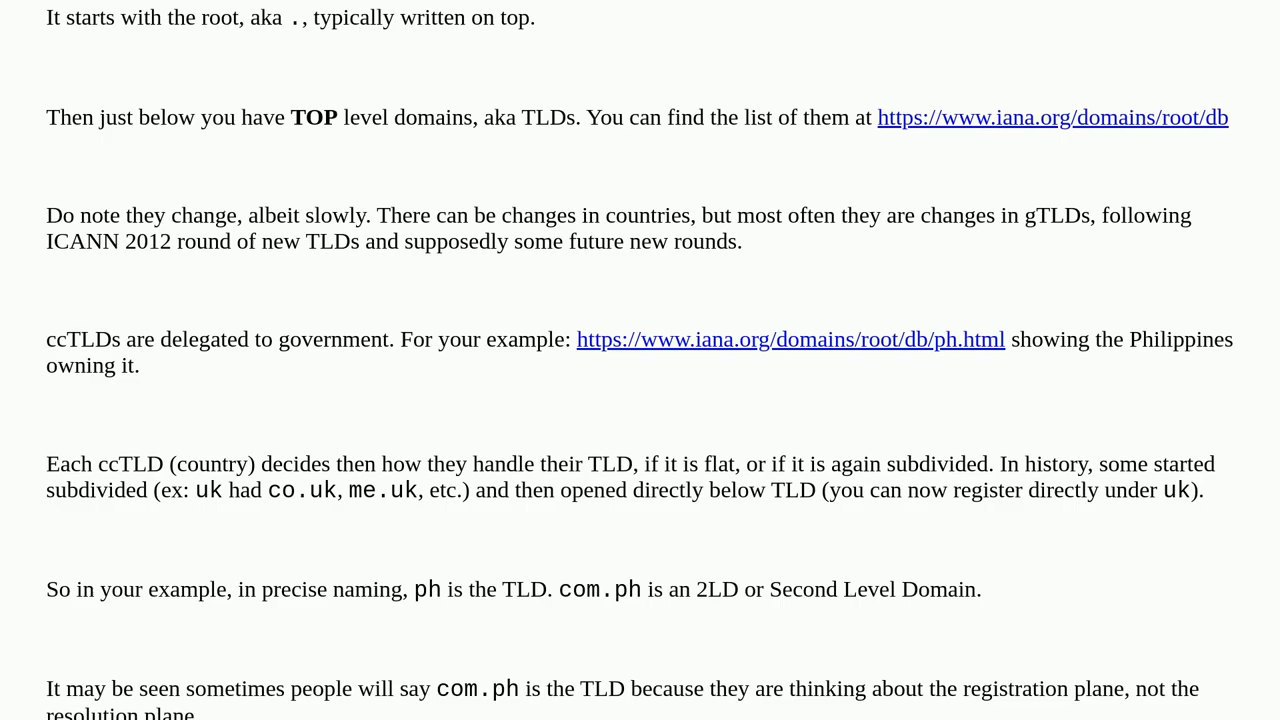 It starts with the root, aka ., typically written on top.
Then just below you have TOP level domains, aka TLDs. You can find the list of them at https://www.iana.org/domains/root/db
Do note they change, albeit slowly. There can be changes in countries, but most often they are changes in gTLDs, following
ICANN 2012 round of new TLDs and supposedly some future new rounds.
ccTLDs are delegated to government. For your example: https://www.iana.org/domains/root/db/ph.html showing the Philippines
owning it.
Each ccTLD (country) decides then how they handle their TLD, if it is flat, or if it is again subdivided. In history, some started
subdivided (ex: uk had co.uk, me.uk, etc.) and then opened directly below TLD (you can now register directly under uk).
So in your example, in precise naming, ph is the TLD. com.ph is an 2LD or Second Level Domain.
It may be seen sometimes people will say com.ph is the TLD because they are thinking about the registration plane, not the
resolution plane